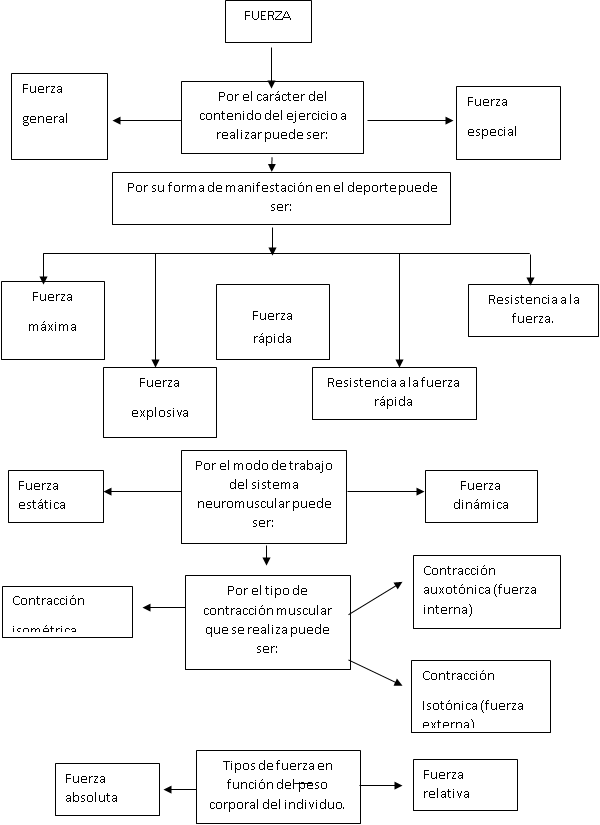 FUERZA
Fuerza
general
Por el carácter del
contenido del ejercicio a
realizar puede ser:
Fuerza
especial
Por su forma de manifestación en el deporte puede
ser:
Fuerza
máxima
Fuerza
explosiva
Fuerza
rápida
Resistencia a la fuerza
rápida
Resistencia a la
fuerza.
Fuerza
estática
Por el modo de trabajo
del sistema
neuromuscular puede
ser:
Fuerza
dinámica
Contracción
isométrica
Por el tipo de
contracción muscular
que se realiza puede
ser:
Contracción
auxotónica (fuerza
interna)
Contracción
Isotónica (fuerza
externa)
Fuerza
absoluta
Tipos de fuerza en
función del peso
corporal del individuo.
Fuerza
relativa